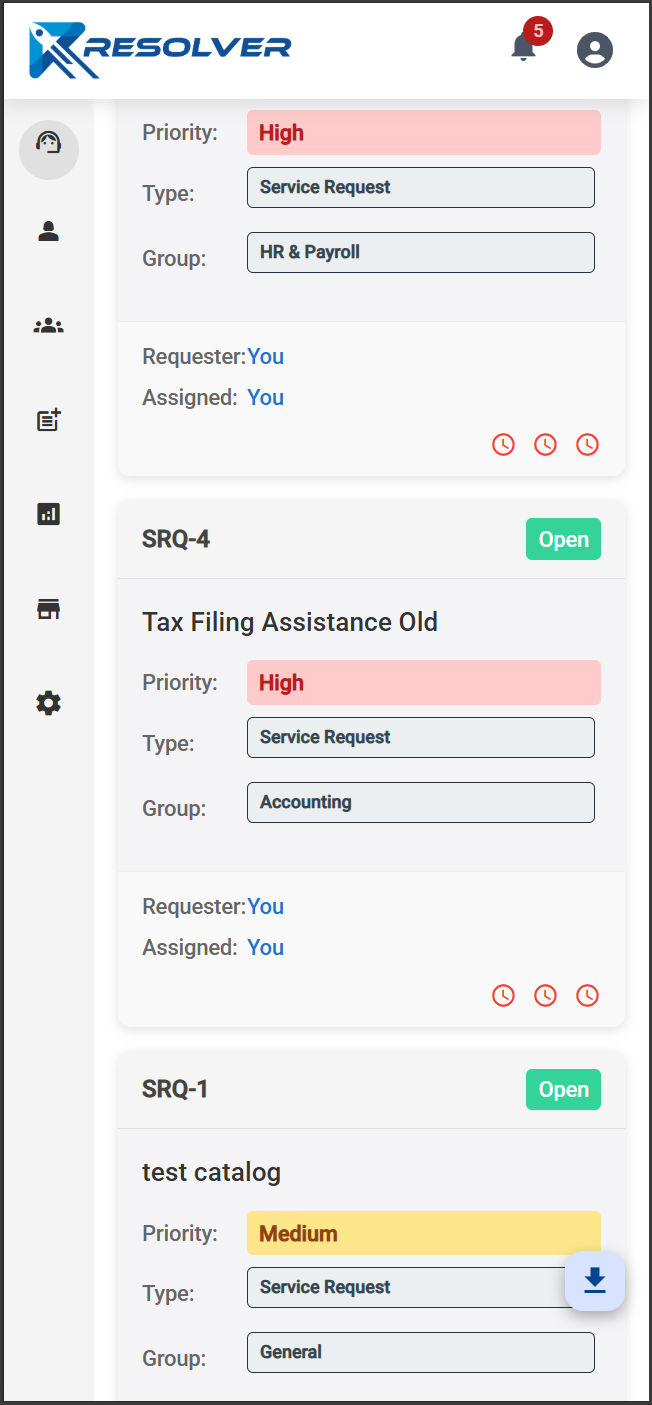 RESOLVER
5
Priority: High
Type: Service Request
Group: HR & Payroll
Requester: You
Assigned: You
SRQ-4 Open
Tax Filing Assistance Old
Priority: High
Type: Service Request
Group: Accounting
Requester: You
Assigned: You
SRQ-1 Open
test catalog
Priority: Medium
Type: Service Request
Group: General